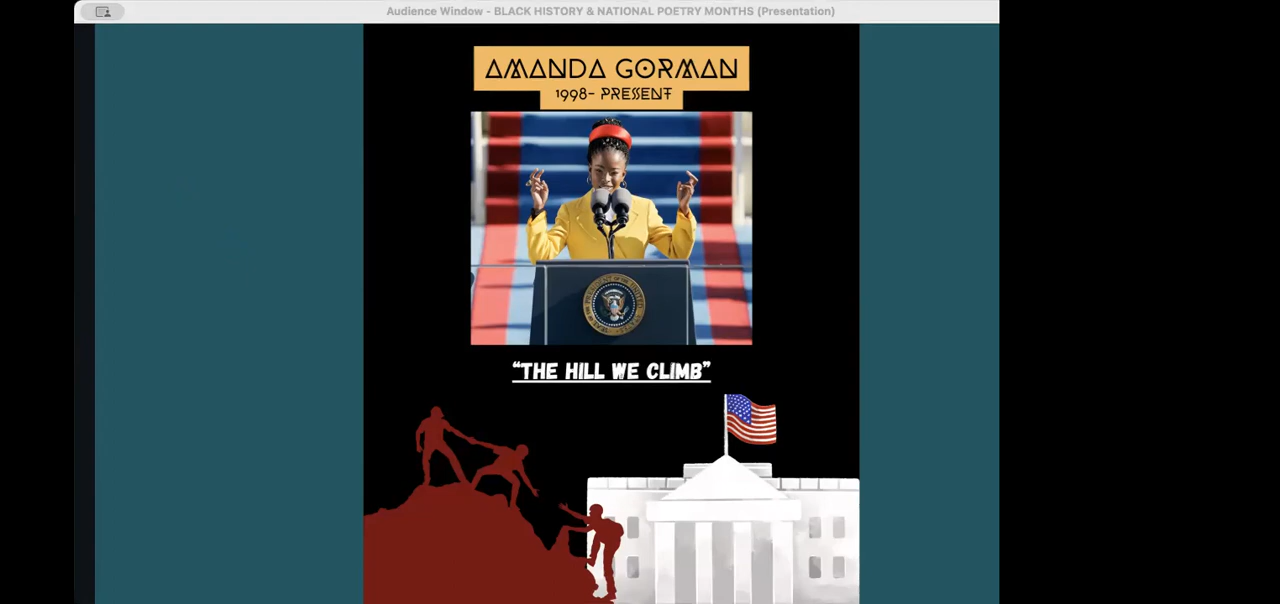 Audience Window - BLACK HISTORY & NATIONAL POETRY MONTHS (Presentation)
AMANDA GORMAN
1998- PRESENT
“THE HILL WE CLIMB”